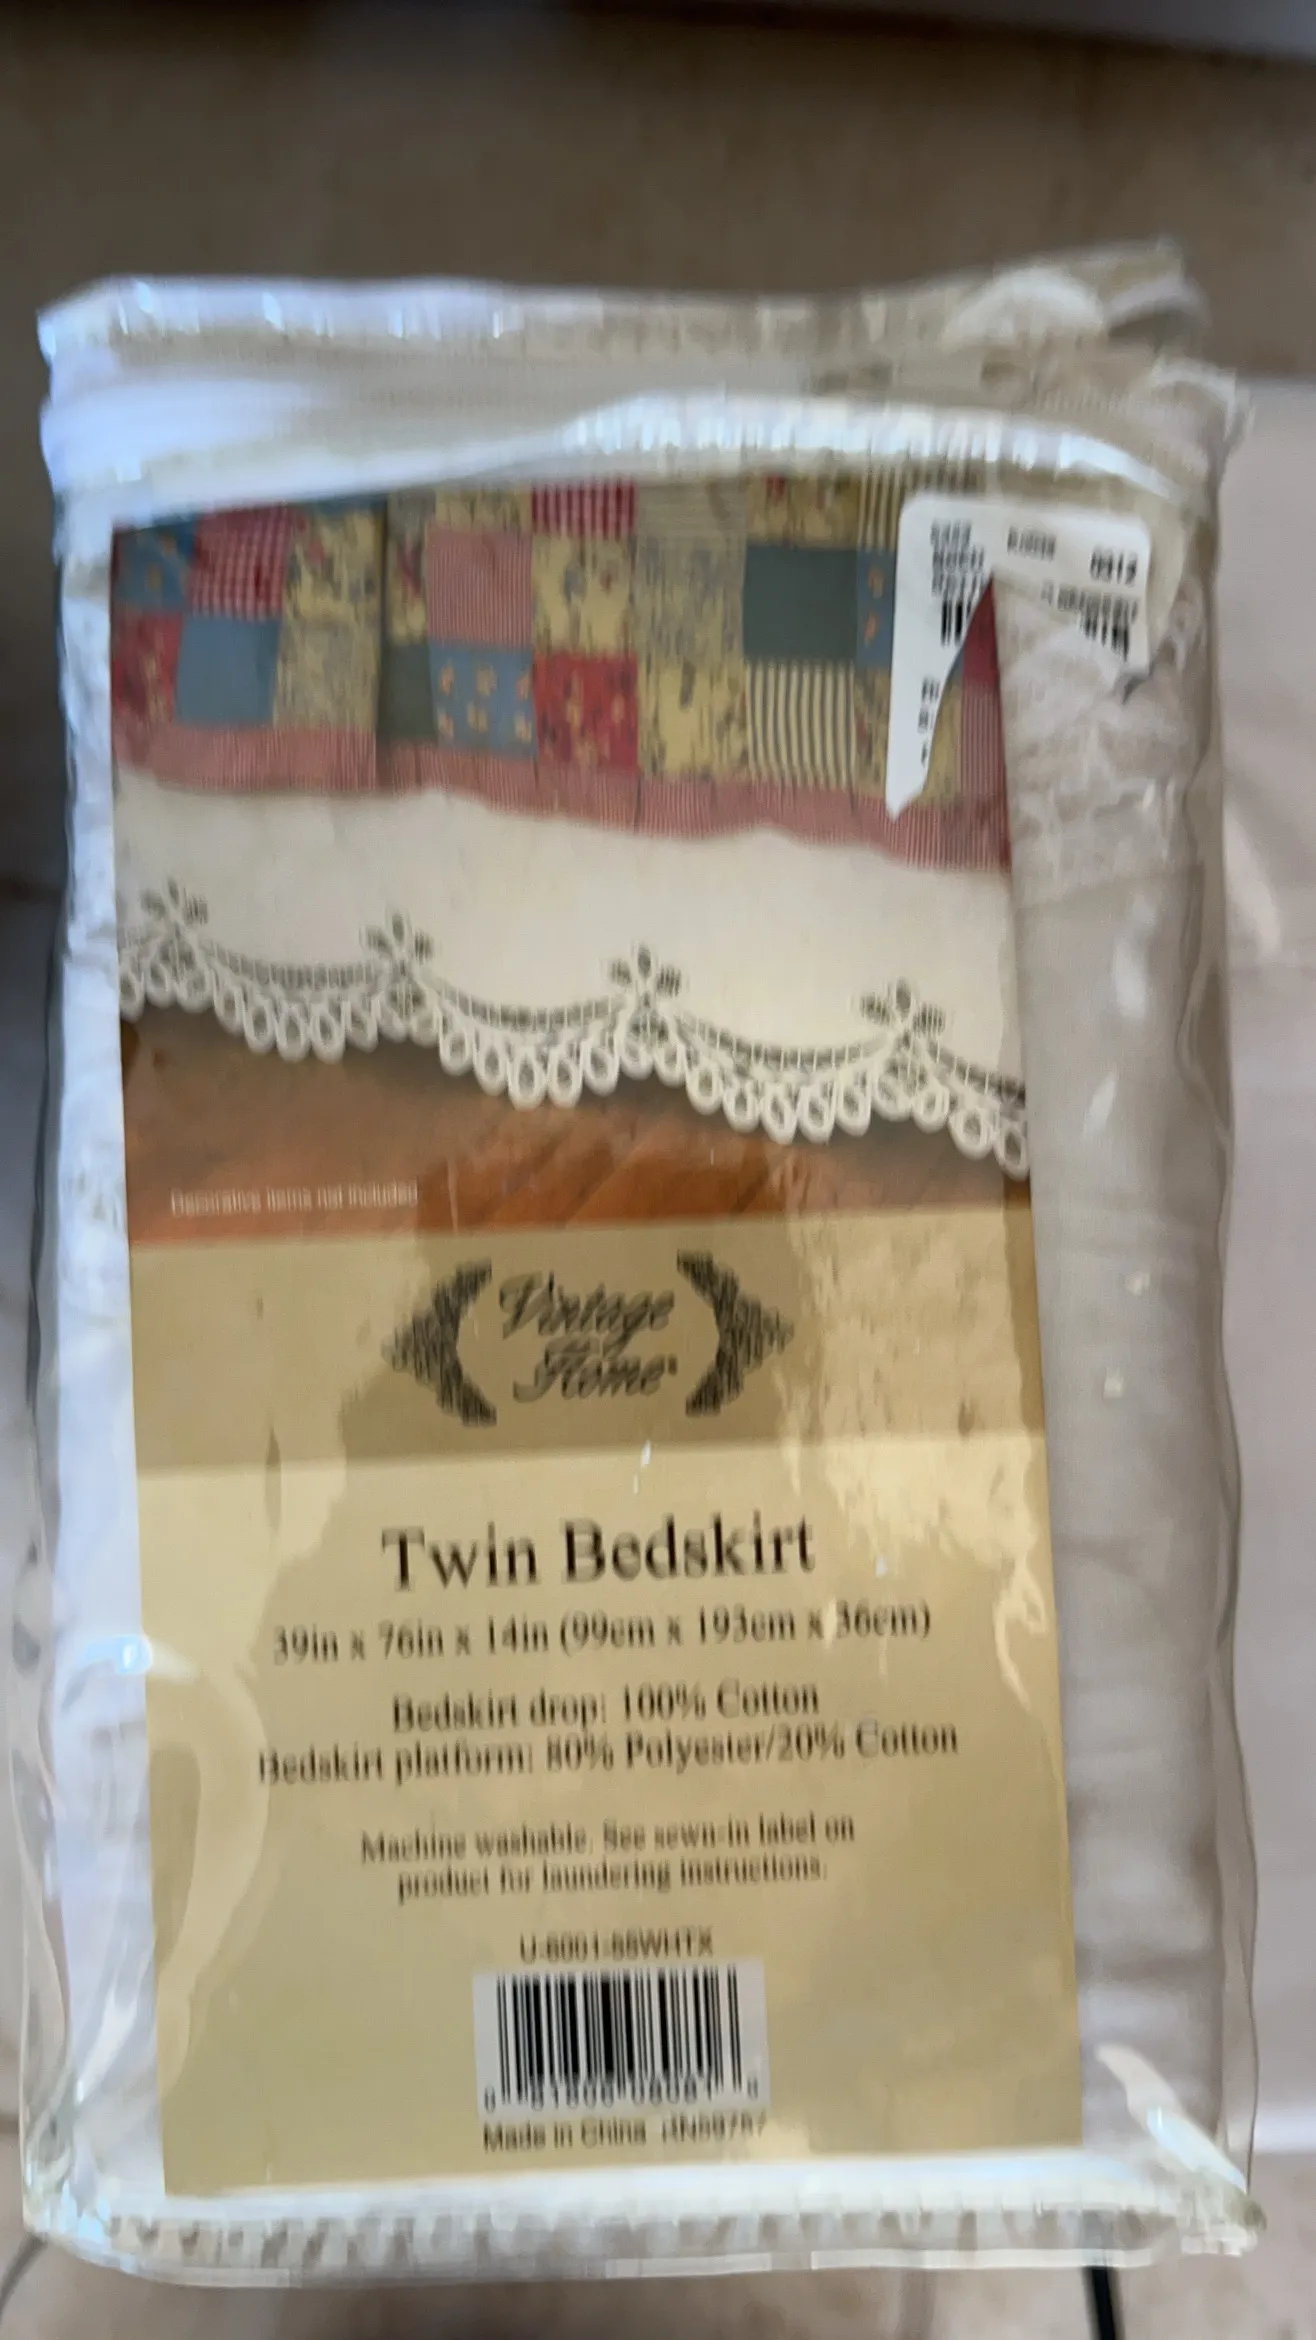 Decorative items not included
Vintage
Home
Twin Bedskirt
39in x 76in x 14in (99cm x 193cm x 36cm)
Bedskirt drop: 100% Cotton
Bedskirt platform: 80% Polyester/20% Cotton
Machine washable. See sewn-in label on
product for laundering instructions.
Made in China